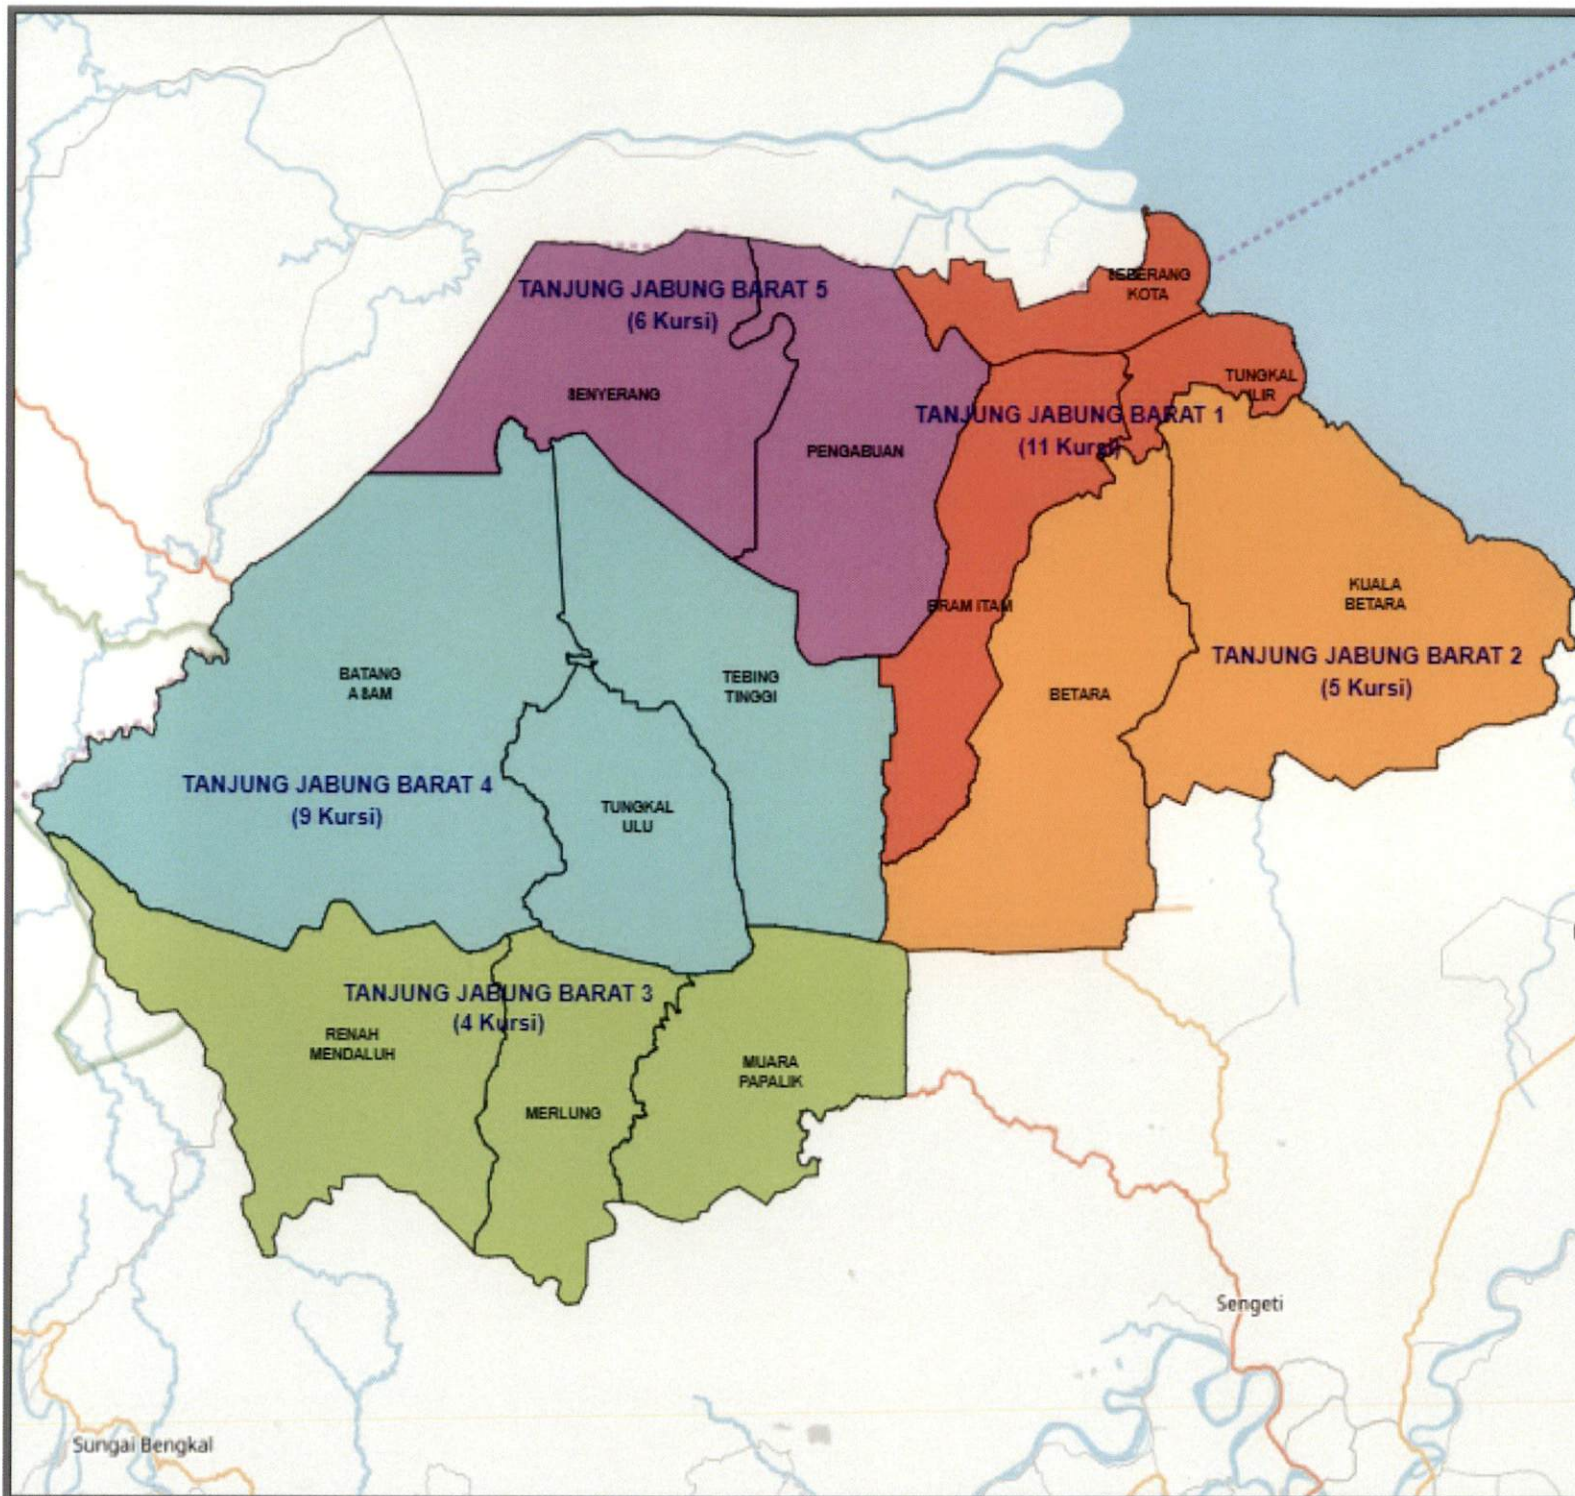 SEBERANG
KOTA
TANJUNG JABUNG BARAT 5
(6 Kursi)
TUNGKAL
ILIR
SENYERANG
TANJUNG JABUNG BARAT 1
(11 Kursi)
PENGABUAN
BRAM ITAM
KUALA
BETARA
TANJUNG JABUNG BARAT 2
(5 Kursi)
BATANG
ASAM
TEBING
TINGGI
BETARA
TANJUNG JABUNG BARAT 4
(9 Kursi)
TUNGKAL
ULU
TANJUNG JABUNG BARAT 3
(4 Kursi)
RENAH
MENDALUH
MUARA
PAPALIK
MERLUNG
Sengeti
Sungai Bengkal